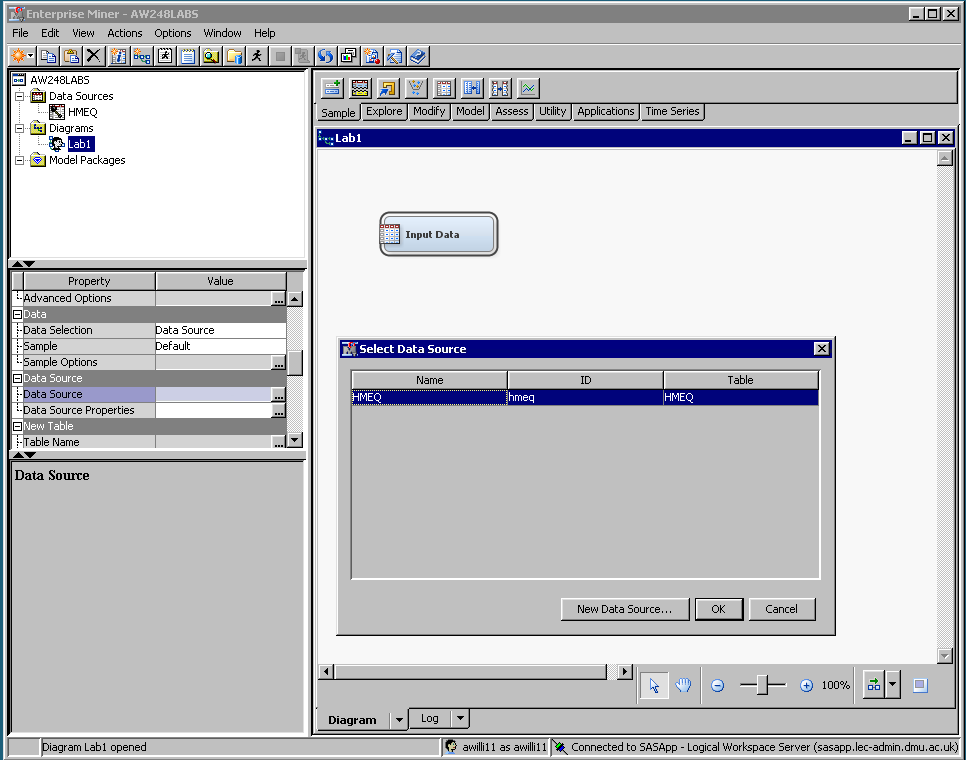 Enterprise Miner - AW248LABS
File Edit View Actions Options Window Help
AW248LABS
Data Sources
HMEQ
Diagrams
Lab1
Model Packages
Property Value
Advanced Options ...
Data
Data Selection Data Source
Sample Default
Sample Options ...
Data Source
Data Source ...
Data Source Properties ...
New Table
Table Name ...
Data Source
Sample Explore Modify Model Assess Utility Applications Time Series
Lab1
Input Data
Select Data Source
Name ID Table
HMEQ hmeq HMEQ
New Data Source... OK Cancel
100%
Diagram Log
Diagram Lab1 opened
awilli11 as awilli11
Connected to SASApp - Logical Workspace Server (sasapp.lec-admin.dmu.ac.uk)